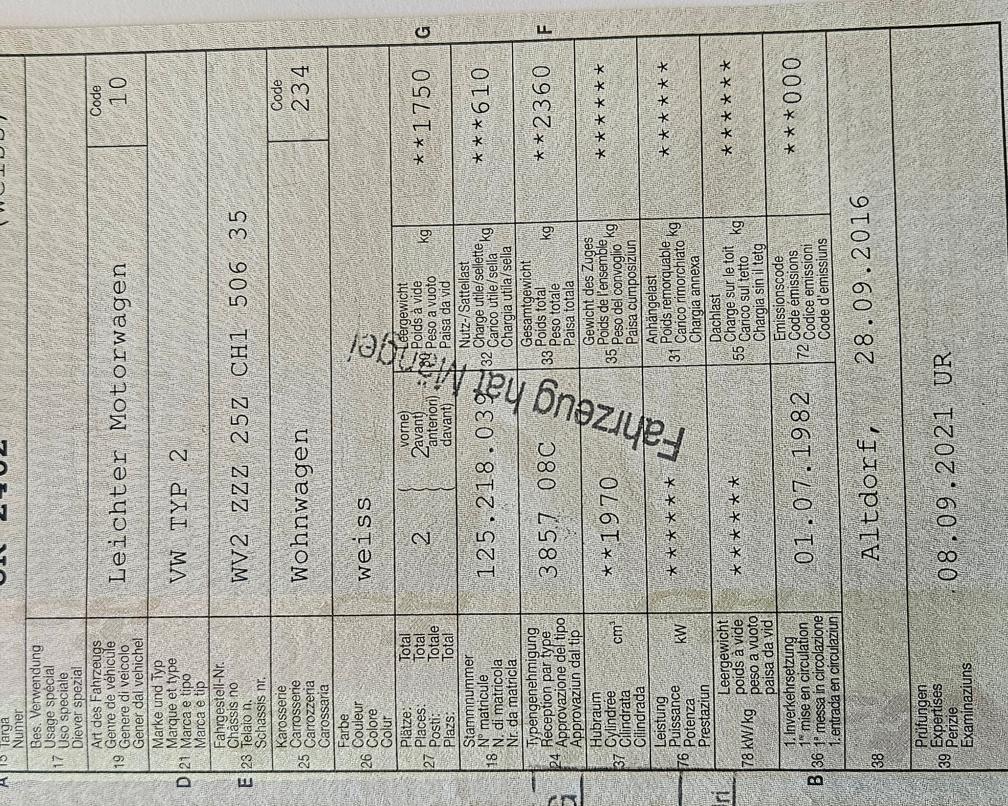 A 15 Targa
Numer
17 Bes. Verwendung
Usage spécial
Uso speciale
Diever spezial
19 Art des Fahrzeugs
Genre de véhicule
Genere di veicolo
Gener dal vehichel
Leichter Motorwagen
Code
10
D 21 Marke und Typ
Marque et type
Marca e tipo
Marca e tip
VW TYP 2
E 23 Fahrgestell-Nr.
Châssis no
Telaio n.
Schassis nr.
WV2 ZZZ 25Z CH1 506 35
25 Karosserie
Carrosserie
Carrozzeria
Carossaria
Wohnwagen
Code
234
26 Farbe
Couleur
Colore
Colur
weiss
27 Plätze: Total
Places: Total
Posti: Totale
Plazs: Total
2
2
vorne)
avant)
anteriori)
davant)
Leergewicht
Poids à vide
Peso a vuoto
Paisa da vid
kg
**1750
G
18 Stammnummer
N° matricule
N. di matricola
Nr. da matricla
125.218.039
32 Nutz-/Sattellast
Charge utile/sellette
Carico utile/sella
Chargia utila/sella
kg
***610
24 Typengenehmigung
Réception par type
Approvazione del tipo
Approvaziun dal tip
3857 08C
33 Gesamtgewicht
Poids total
Peso totale
Paisa totala
kg
**2360
F
37 Hubraum
Cylindrée
Cilindrata
Cilindrada
cm³
**1970
35 Gewicht des Zuges
Poids de l'ensemble
Peso del convoglio
Paisa cumposiziun
kg
******
76 Leistung
Puissance
Potenza
Prestaziun
kW
******
31 Anhängelast
Poids remorquable
Carico rimorchiato
Chargia annexa
kg
******
78 kW/kg
Leergewicht
poids à vide
peso a vuoto
paisa da vid
******
55 Dachlast
Charge sur le toit
Carico sul tetto
Chargia sin il tetg
kg
******
B 36 1. Inverkehrsetzung
1re mise en circulation
1a messa in circolazione
1.entrada en circulaziun
01.07.1982
72 Emissionscode
Code émissions
Codice emissioni
Code d'emissiuns
***000
38
Altdorf, 28.09.2016
39 Prüfungen
Expertises
Perizie
Examinaziuns
08.09.2021 UR
Fahrzeug hat Mängel